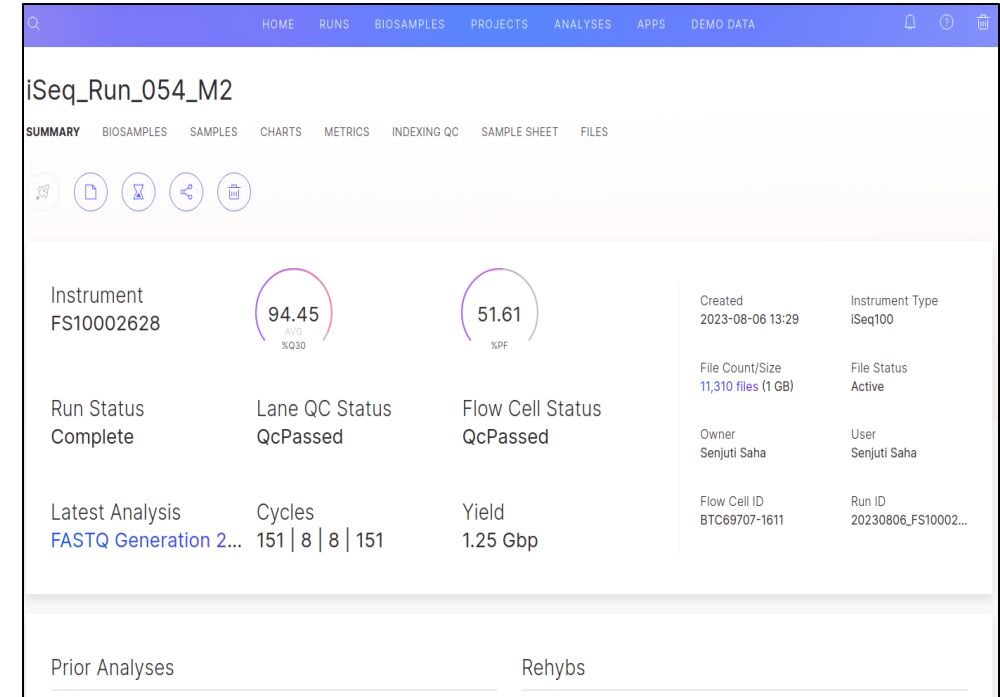 HOME RUNS BIOSAMPLES PROJECTS ANALYSES APPS DEMO DATA
iSeq_Run_054_M2
SUMMARY BIOSAMPLES SAMPLES CHARTS METRICS INDEXING QC SAMPLE SHEET FILES
Instrument
FS10002628
94.45
AVG
%Q30
51.61
%PF
Run Status
Complete
Lane QC Status
QcPassed
Flow Cell Status
QcPassed
Latest Analysis
FASTQ Generation 2...
Cycles
151 | 8 | 8 | 151
Yield
1.25 Gbp
Created
2023-08-06 13:29
Instrument Type
iSeq100
File Count/Size
11,310 files (1 GB)
File Status
Active
Owner
Senjuti Saha
User
Senjuti Saha
Flow Cell ID
BTC69707-1611
Run ID
20230806_FS10002...
Prior Analyses
Rehybs